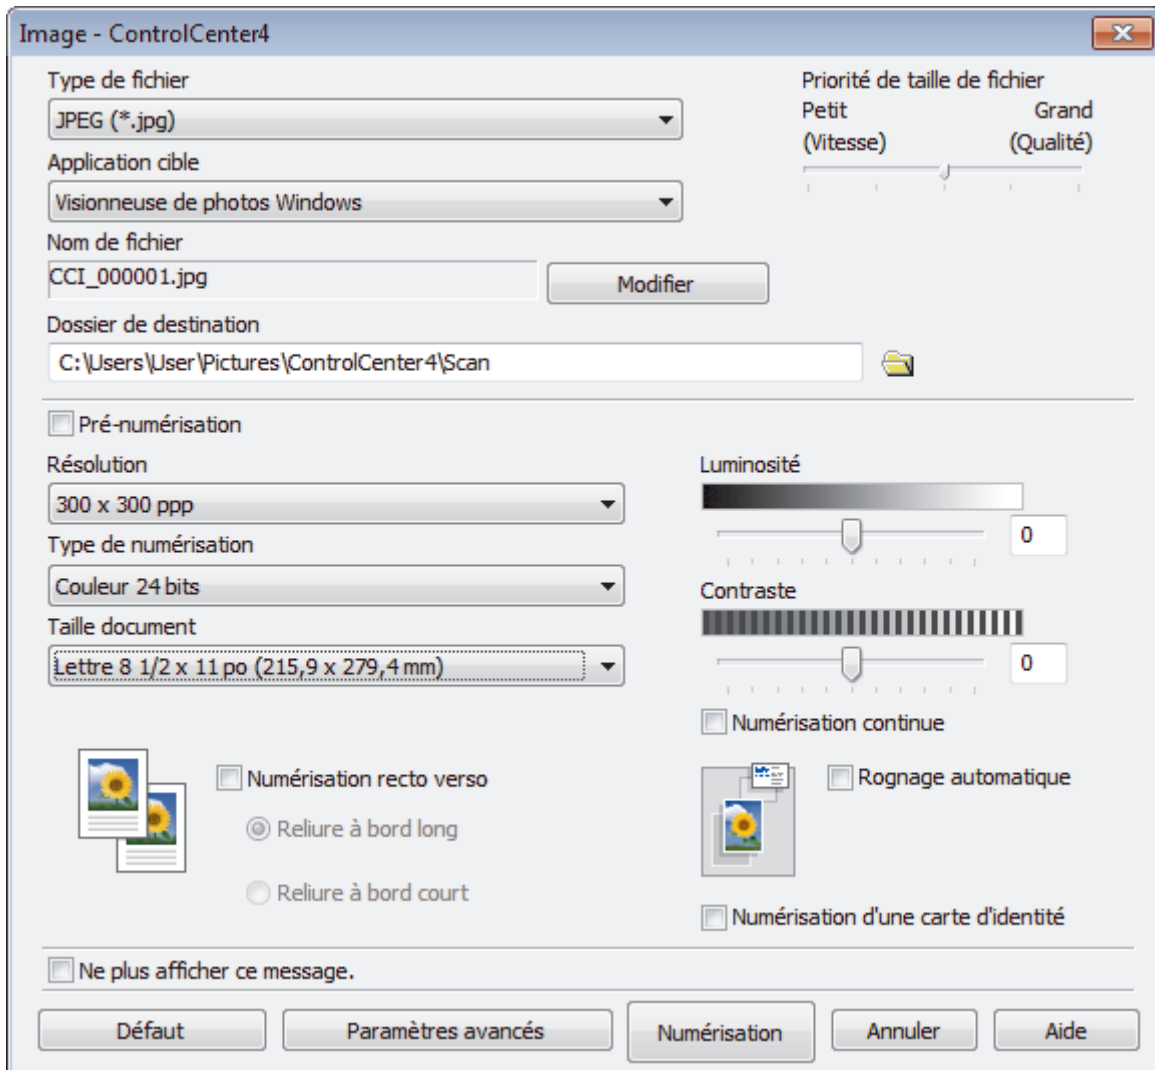 Image - ControlCenter4
Type de fichier
JPEG (*.jpg)
Application cible
Visionneuse de photos Windows
Nom de fichier
CCI_000001.jpg
Modifier
Dossier de destination
C:\Users\User\Pictures\ControlCenter4\Scan
Priorité de taille de fichier
Petit Grand
(Vitesse) (Qualité)
Pré-numérisation
Résolution
300 x 300 ppp
Type de numérisation
Couleur 24 bits
Taille document
Lettre 8 1/2 x 11 po (215,9 x 279,4 mm)
Numérisation recto verso
Reliure à bord long
Reliure à bord court
Luminosité
0
Contraste
0
Numérisation continue
Rognage automatique
Numérisation d'une carte d'identité
Ne plus afficher ce message.
Défaut
Paramètres avancés
Numérisation
Annuler
Aide